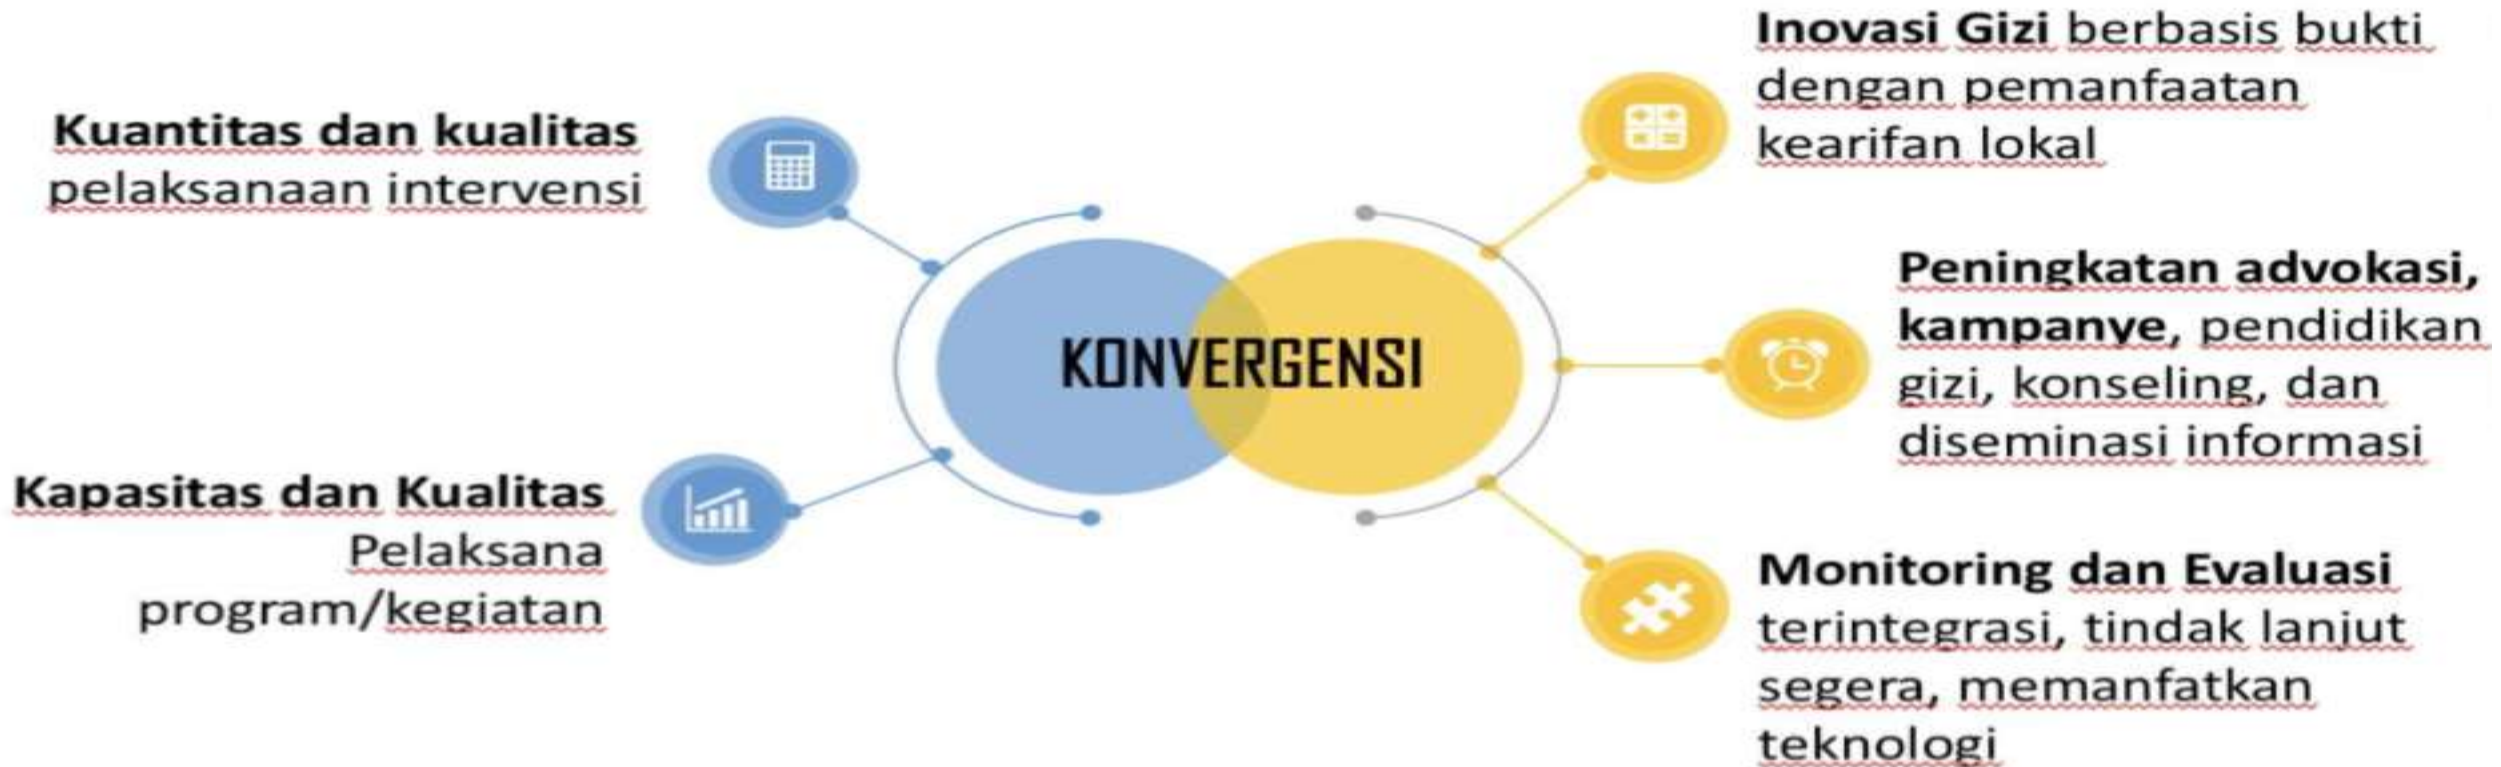 Kuantitas dan kualitas
pelaksanaan intervensi
Kapasitas dan Kualitas
Pelaksana
program/kegiatan
KONVERGENSI
Inovasi Gizi berbasis bukti
dengan pemanfaatan
kearifan lokal
Peningkatan advokasi,
kampanye, pendidikan
gizi, konseling, dan
diseminasi informasi
Monitoring dan Evaluasi
terintegrasi, tindak lanjut
segera, memanfatkan
teknologi